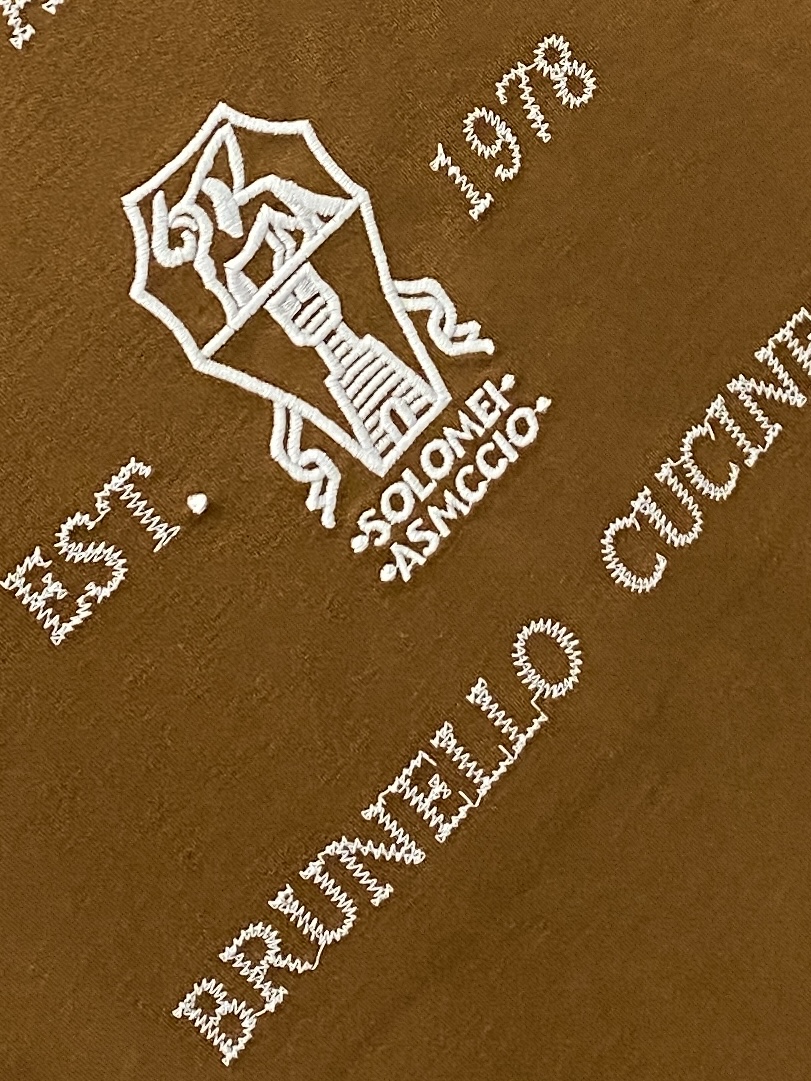 EST. 1978
·SOLOMEI·
·ASMCCIO·
BRUNELLO CUCINE